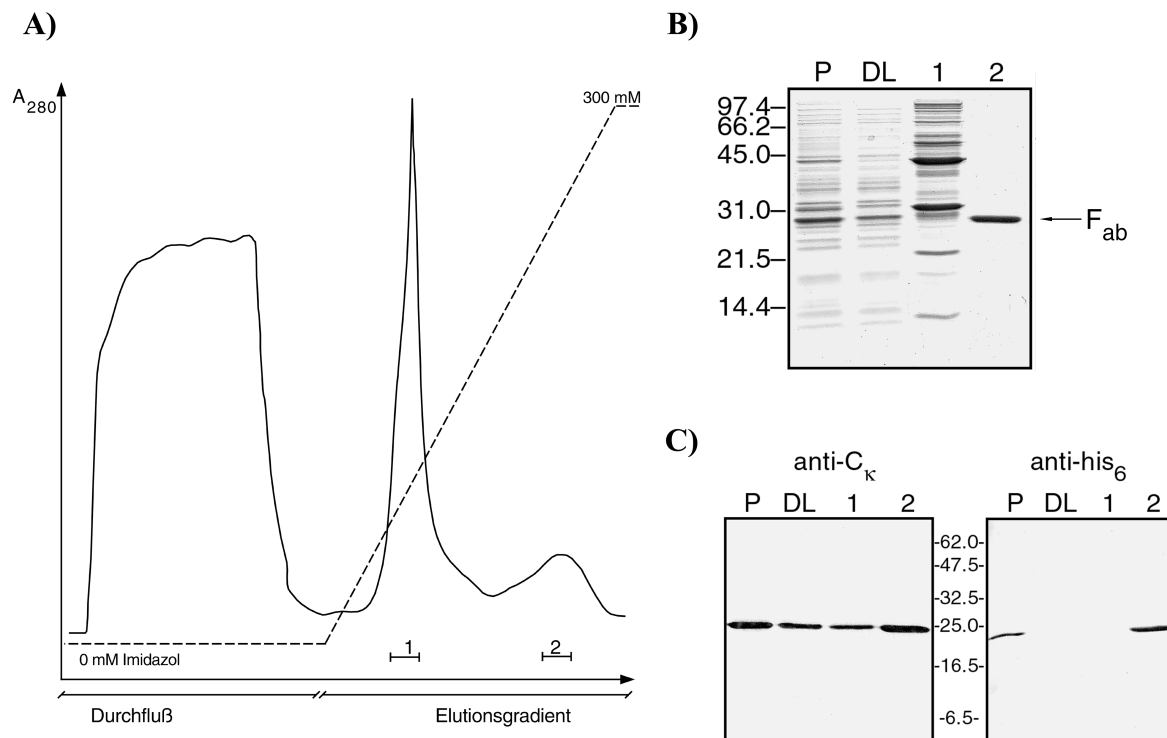 A)
A280
300 mM
0 mM Imidazol
1
2
Durchfluß
Elutionsgradient
B)
P DL 1 2
97.4–
66.2–
45.0–
31.0–
21.5–
14.4–
Fab
C)
anti-Cκ
anti-his6
P DL 1 2
P DL 1 2
-62.0-
-47.5-
-32.5-
-25.0-
-16.5-
-6.5-